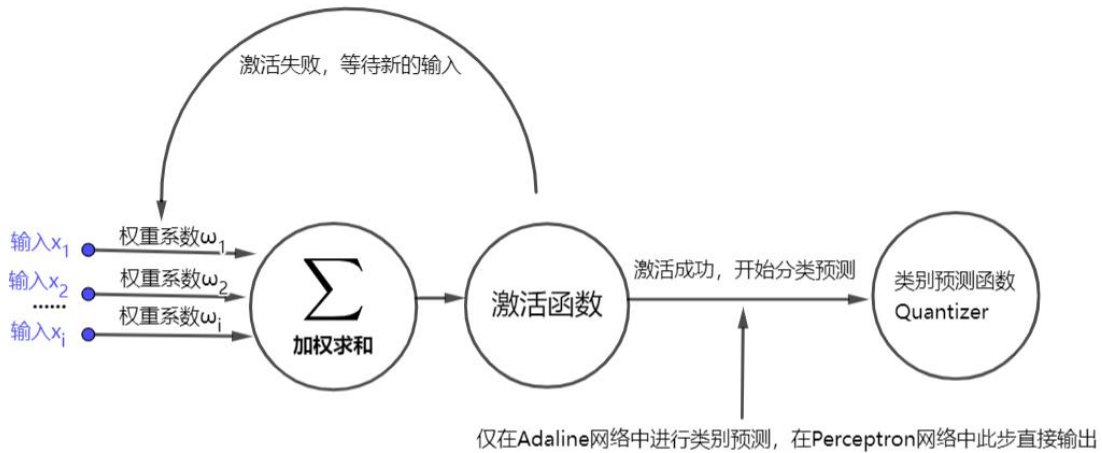 激活失败，等待新的输入
输入x1 权重系数ω1
输入x2 权重系数ω2
......
输入xi 权重系数ωi
∑
加权求和
激活函数
激活成功，开始分类预测
类别预测函数
Quantizer
仅在Adaline网络中进行类别预测，在Perceptron网络中此步直接输出